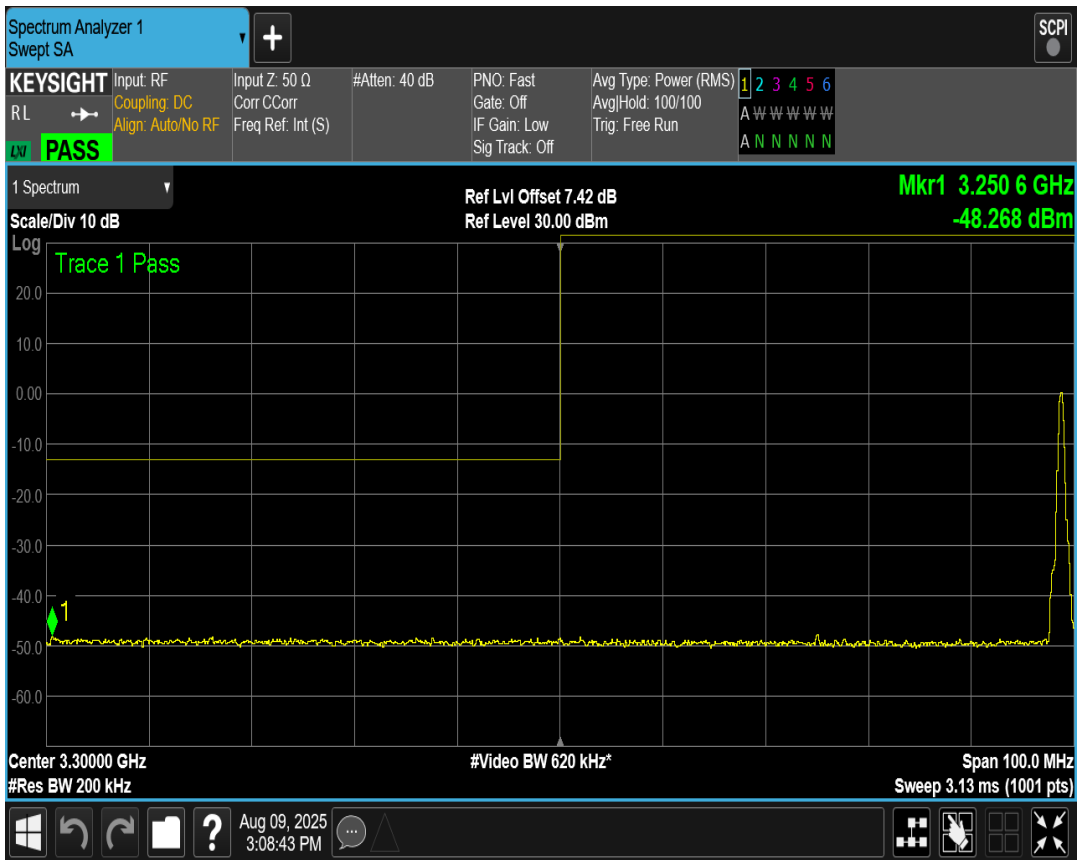 Spectrum Analyzer 1
Swept SA
+
SCPI
KEYSIGHT
RL
LXI PASS
Input: RF
Coupling: DC
Align: Auto/No RF
Input Z: 50 Ω
Corr CCorr
Freq Ref: Int (S)
#Atten: 40 dB
PNO: Fast
Gate: Off
IF Gain: Low
Sig Track: Off
Avg Type: Power (RMS)
Avg|Hold: 100/100
Trig: Free Run
1 2 3 4 5 6
A W W W W W
A N N N N N
1 Spectrum
Scale/Div 10 dB
Ref Lvl Offset 7.42 dB
Ref Level 30.00 dBm
Mkr1 3.250 6 GHz
-48.268 dBm
Log
Trace 1 Pass
20.0
10.0
0.00
-10.0
-20.0
-30.0
-40.0
1
-50.0
-60.0
Center 3.30000 GHz
#Res BW 200 kHz
#Video BW 620 kHz*
Span 100.0 MHz
Sweep 3.13 ms (1001 pts)
?
Aug 09, 2025
3:08:43 PM